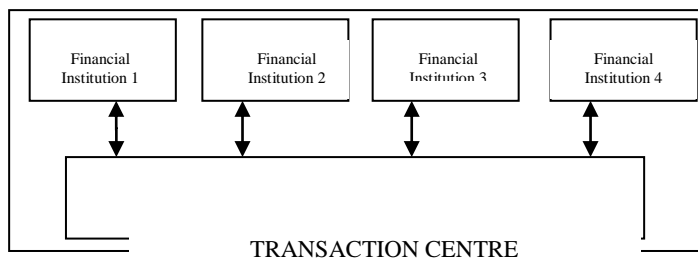 Financial
Institution 1
Financial
Institution 2
Financial
Institution 3
Financial
Institution 4
TRANSACTION CENTRE